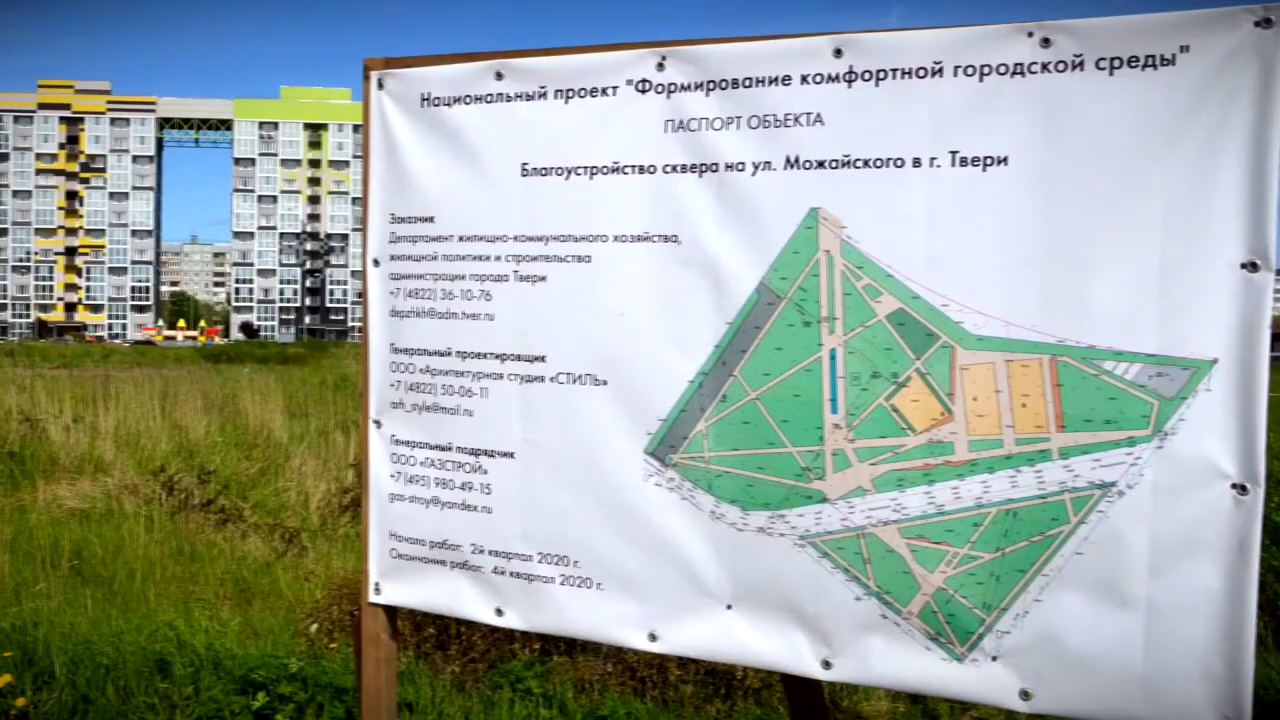 Национальный проект "Формирование комфортной городской среды"
ПАСПОРТ ОБЪЕКТА
Благоустройство сквера на ул. Можайского в г. Твери
Заказчик
Департамент жилищно-коммунального хозяйства,
жилищной политики и строительства
администрации города Твери
+7 (4822) 36-10-76
depzhkh@adm.tver.ru
Генеральный проектировщик
ООО «Архитектурная студия «СТИЛЬ»
+7 (4822) 50-06-11
arh_style@mail.ru
Генеральный подрядчик
ООО «ГАЗСТРОЙ»
+7 (495) 980-49-15
gas-stroy@yandex.ru
Начало работ: 2й квартал 2020 г.
Окончание работ: 4й квартал 2020 г.